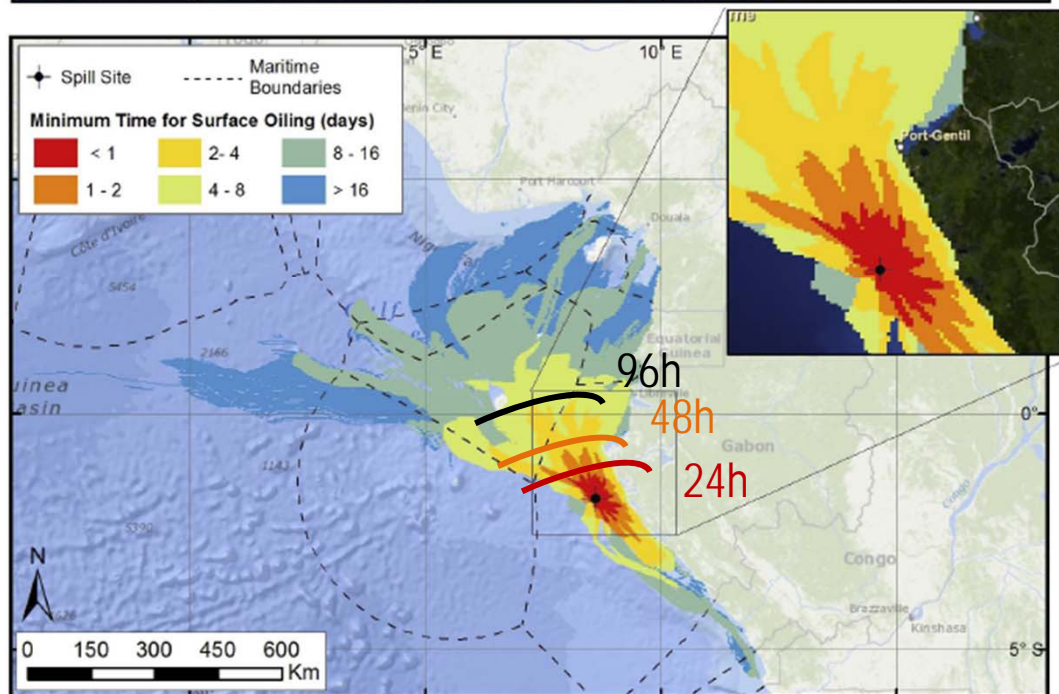 5° E
10° E
Spill Site
Maritime
Boundaries
Minimum Time for Surface Oiling (days)
< 1
2- 4
8 - 16
1 - 2
4 - 8
> 16
Port-Gentil
Port Harcourt
Douala
Côte d'Ivoire
5454
2166
Equatorial
Guinea
96h
Libreville
48h
0°
Gabon
24h
1143
5390
Congo
Congo
N
Brazzaville
Kinshasa
0 150 300 450 600
Km
5° S